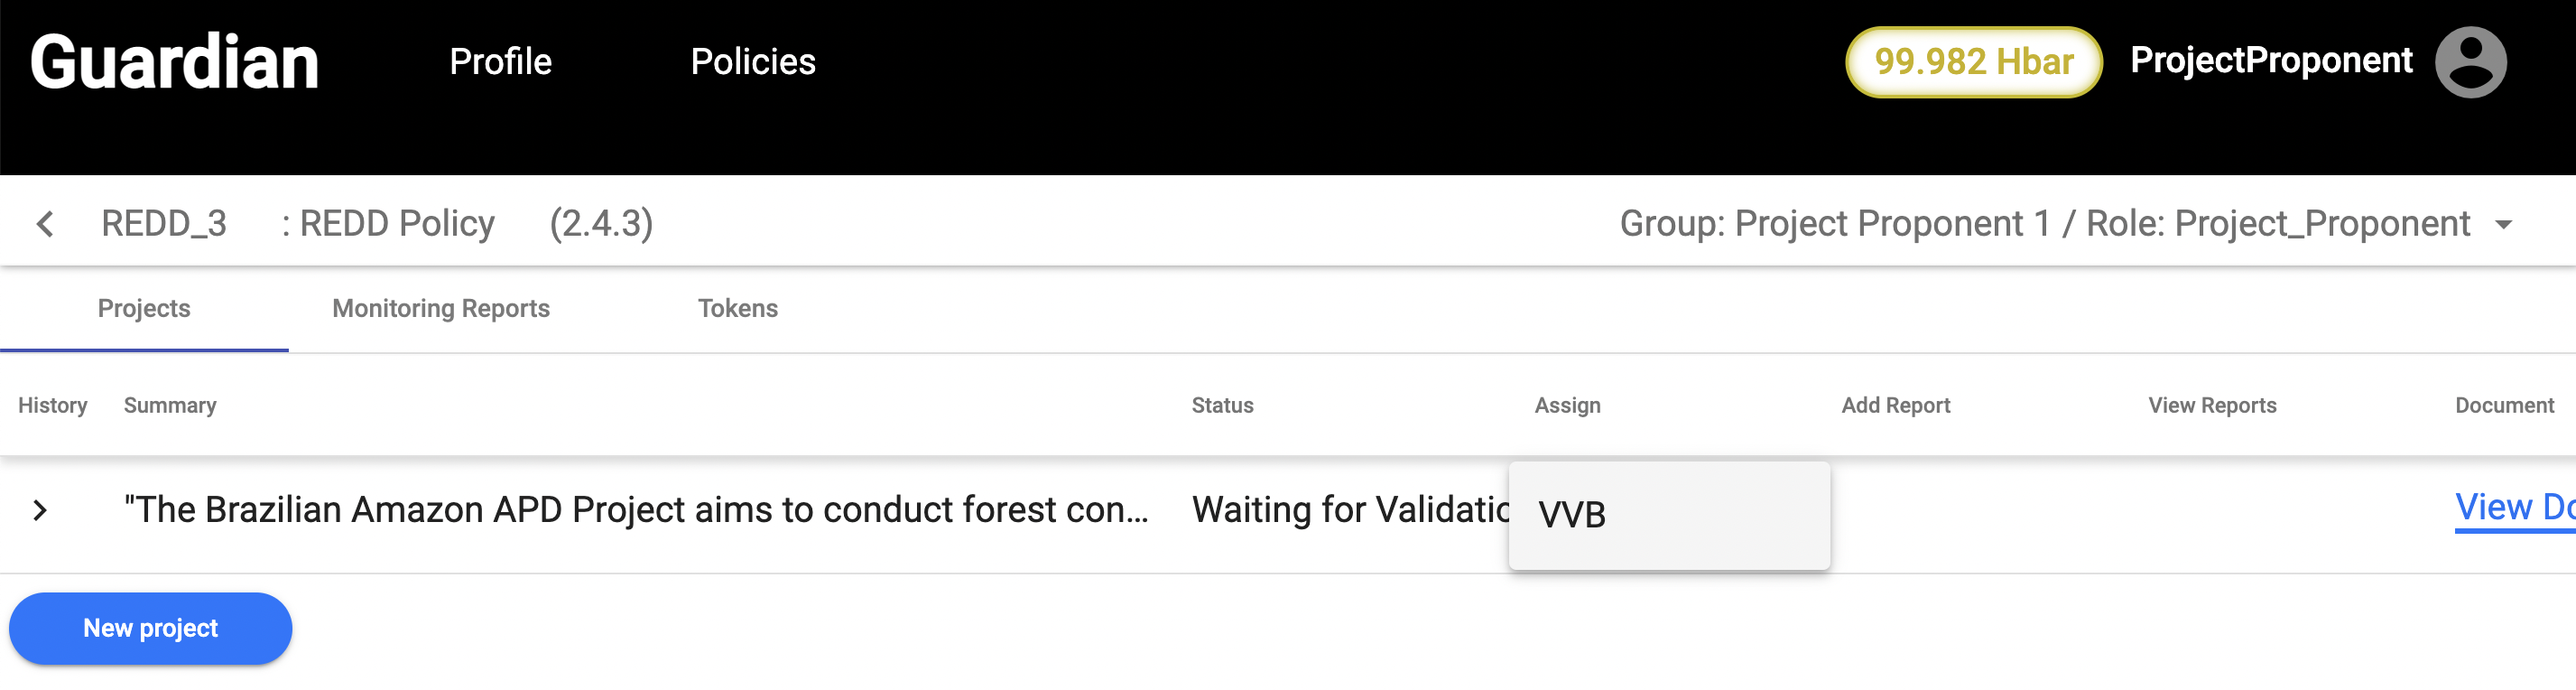 Guardian Profile Policies 99.982 Hbar ProjectProponent
REDD_3 : REDD Policy (2.4.3) Group: Project Proponent 1 / Role: Project_Proponent
Projects Monitoring Reports Tokens
History Summary Status Assign Add Report View Reports Document
"The Brazilian Amazon APD Project aims to conduct forest con... Waiting for Validatio VVB View Do
New project